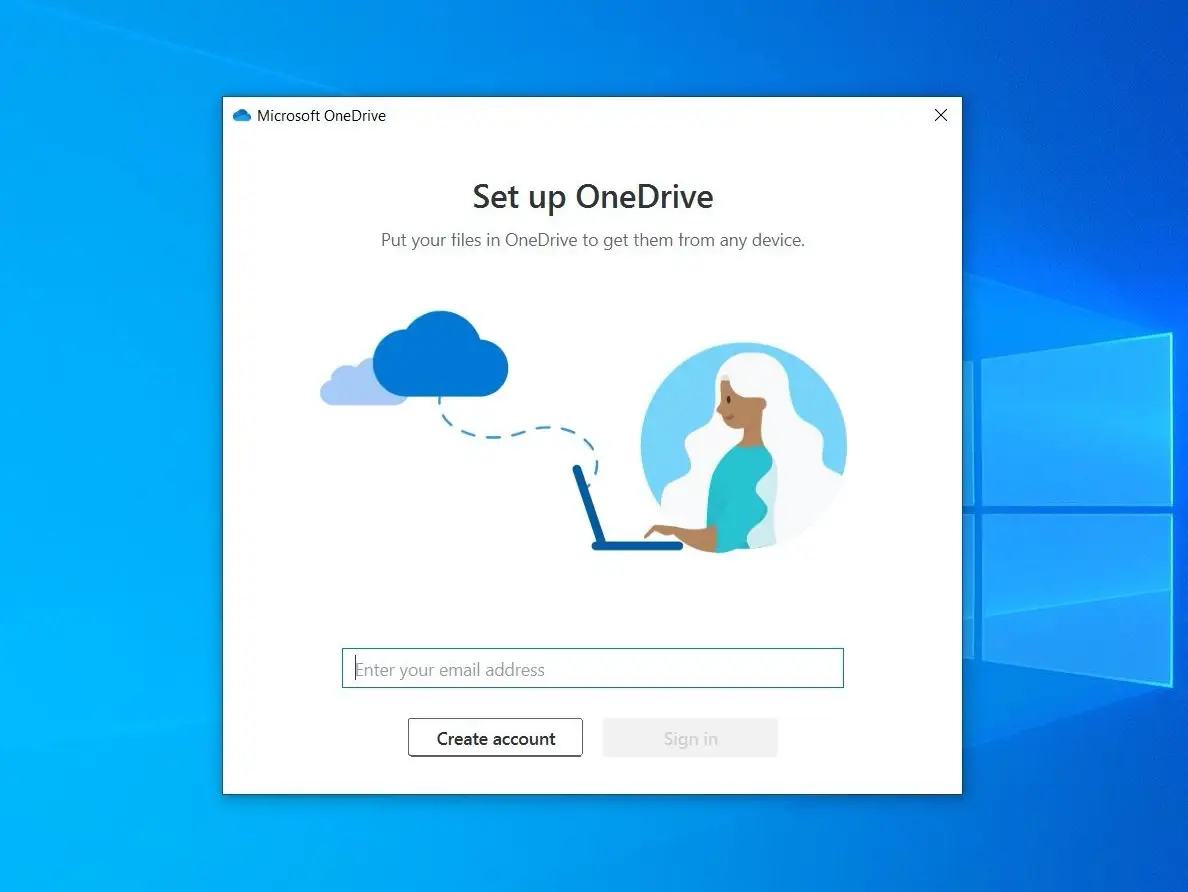 Microsoft OneDrive
Set up OneDrive
Put your files in OneDrive to get them from any device.
Enter your email address
Create account
Sign in